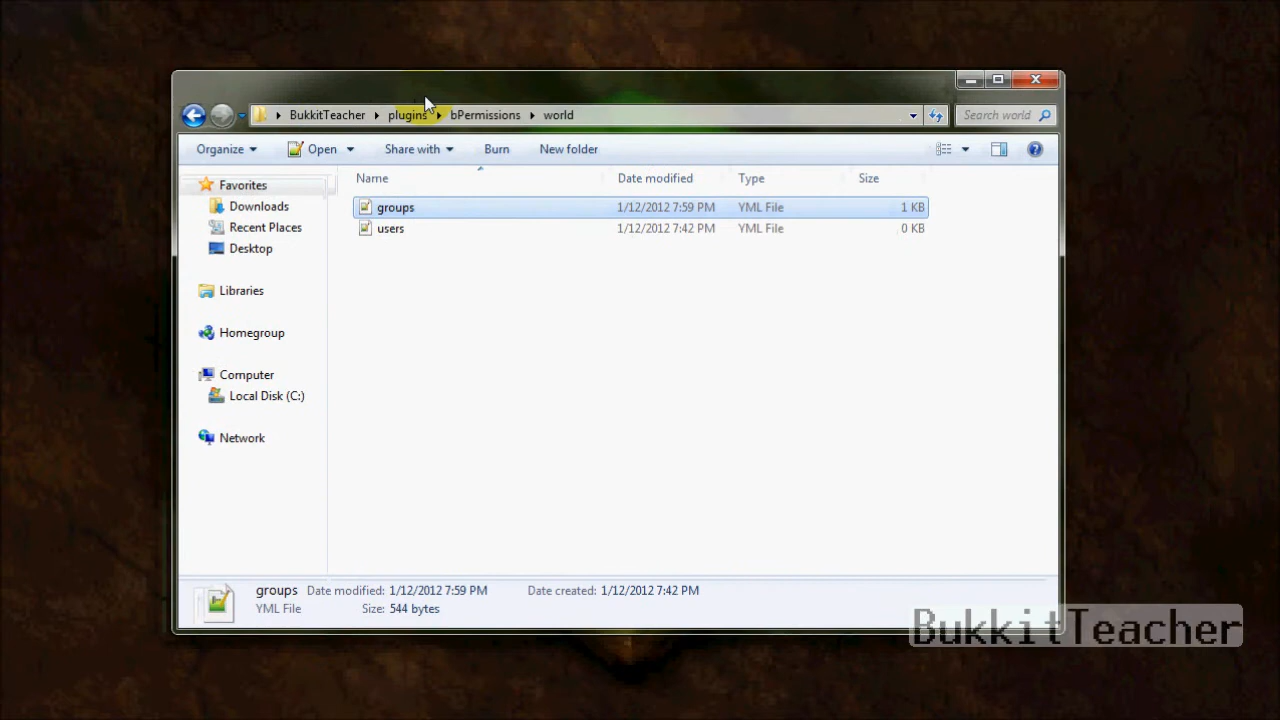 BukkitTeacher plugins bPermissions world Search world
Organize Open Share with Burn New folder
Name Date modified Type Size
Favorites
Downloads
Recent Places
Desktop
Libraries
Homegroup
Computer
Local Disk (C:)
Network
groups 1/12/2012 7:59 PM YML File 1 KB
users 1/12/2012 7:42 PM YML File 0 KB
groups Date modified: 1/12/2012 7:59 PM Date created: 1/12/2012 7:42 PM
YML File Size: 544 bytes
BukkitTeacher